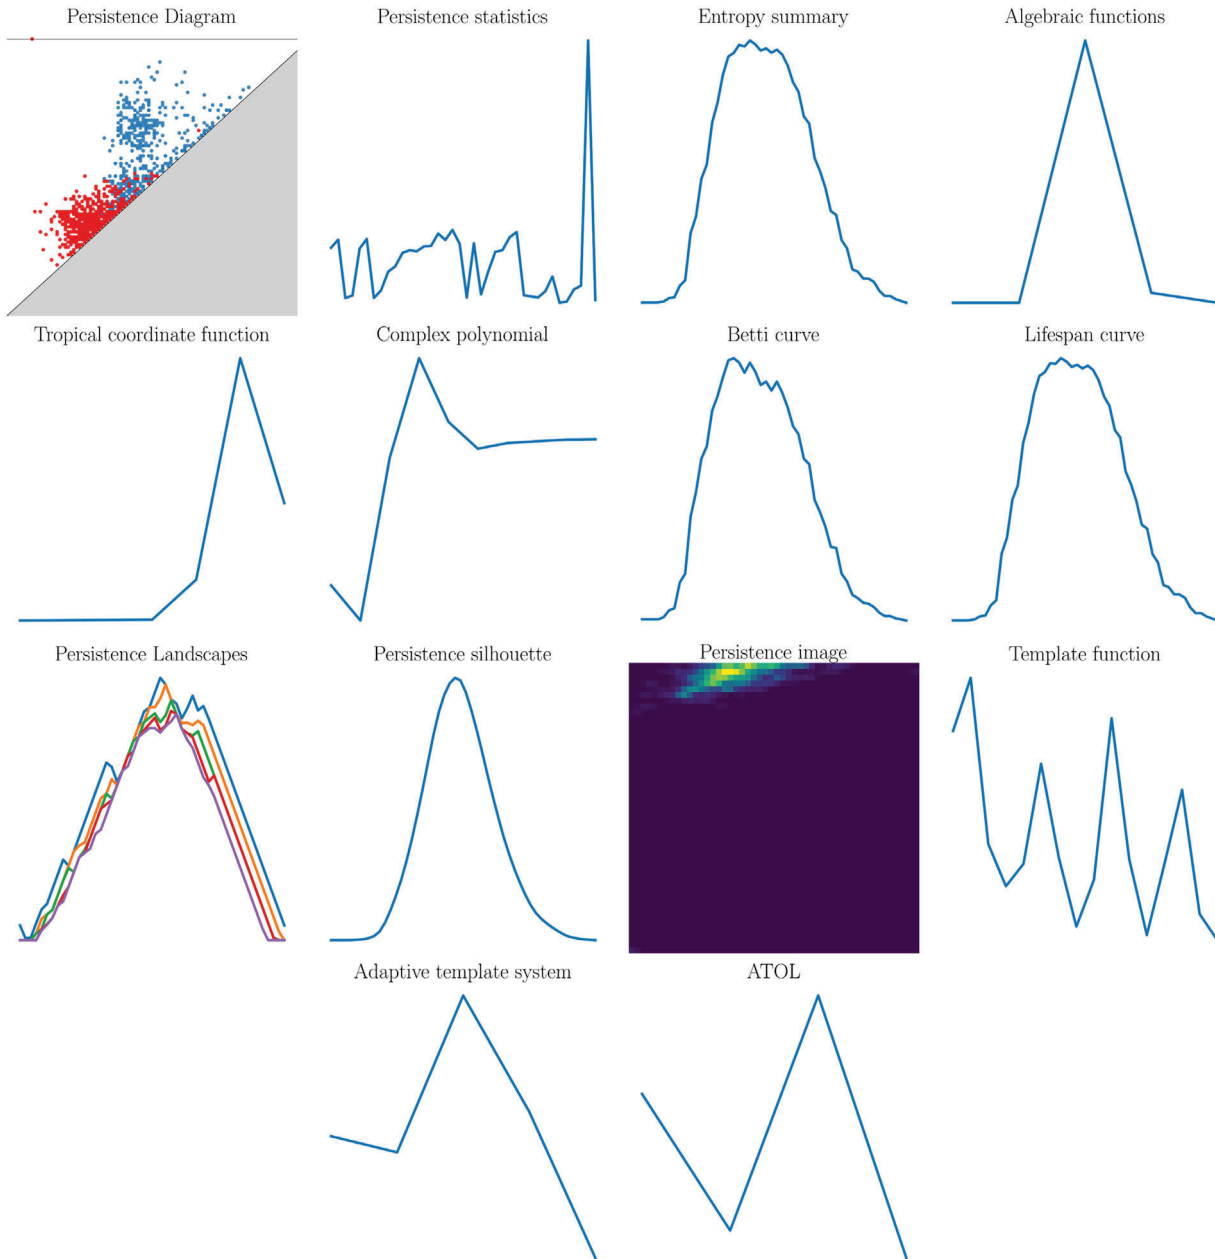 Persistence Diagram
Persistence statistics
Entropy summary
Algebraic functions
Tropical coordinate function
Complex polynomial
Betti curve
Lifespan curve
Persistence Landscapes
Persistence silhouette
Persistence image
Template function
Adaptive template system
ATOL